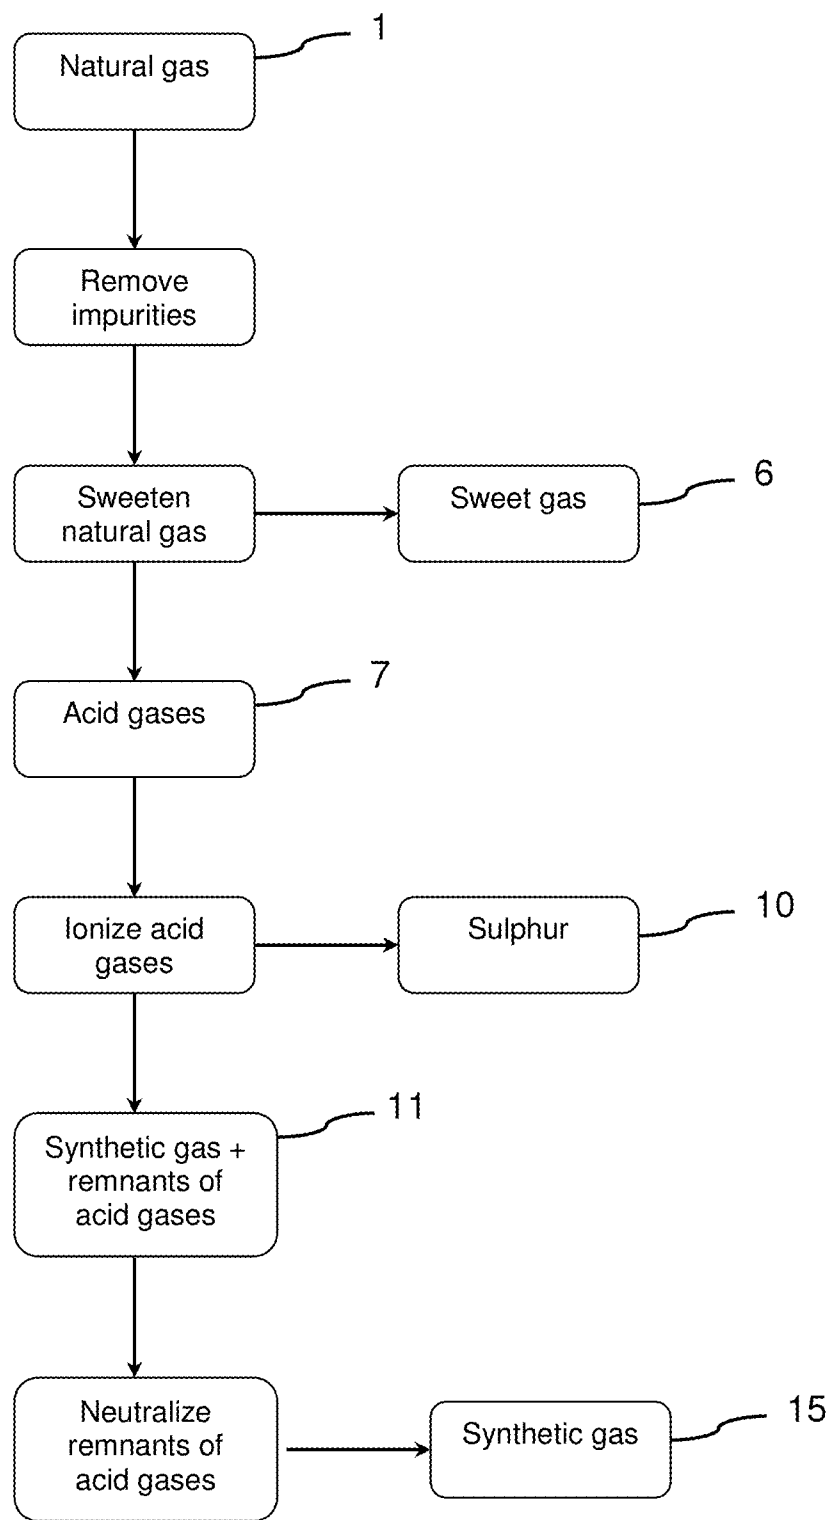 1
Natural gas
Remove
impurities
Sweeten
natural gas
Sweet gas
6
7
Acid gases
Ionize acid
gases
Sulphur
10
11
Synthetic gas +
remnants of
acid gases
Neutralize
remnants of
acid gases
Synthetic gas
15